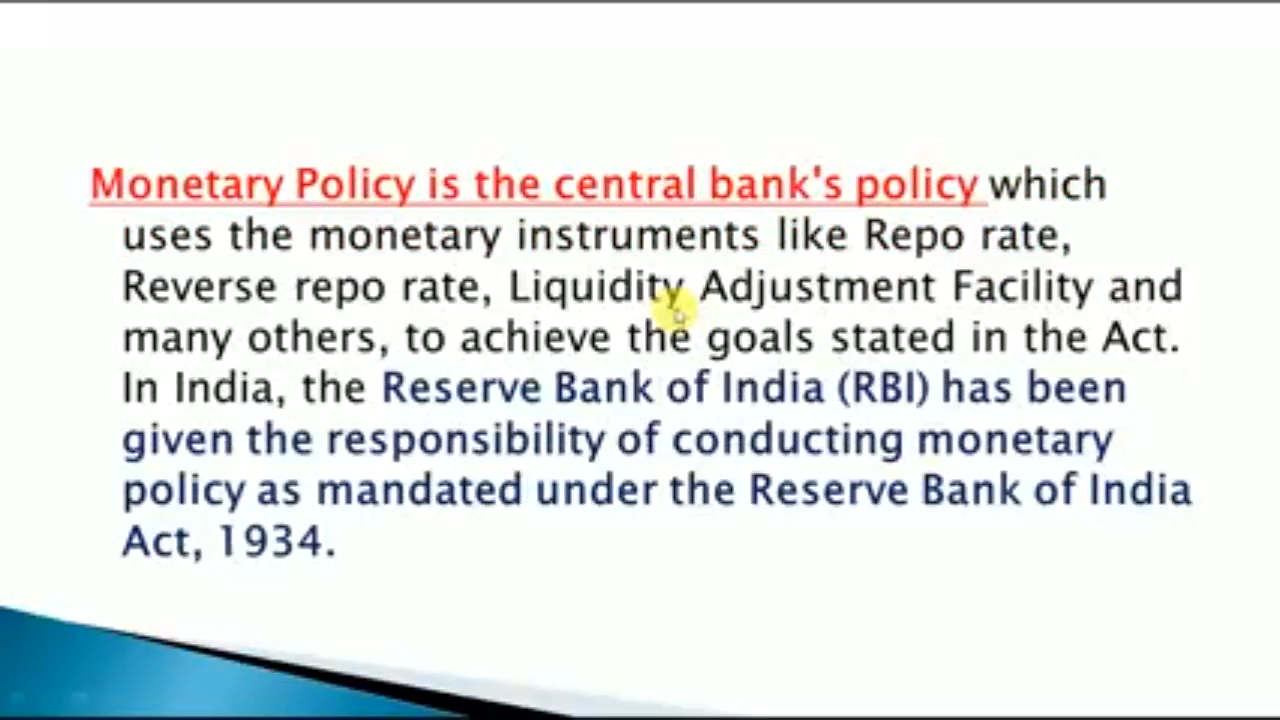 Monetary Policy is the central bank's policy which
uses the monetary instruments like Repo rate,
Reverse repo rate, Liquidity Adjustment Facility and
many others, to achieve the goals stated in the Act.
In India, the Reserve Bank of India (RBI) has been
given the responsibility of conducting monetary
policy as mandated under the Reserve Bank of India
Act, 1934.